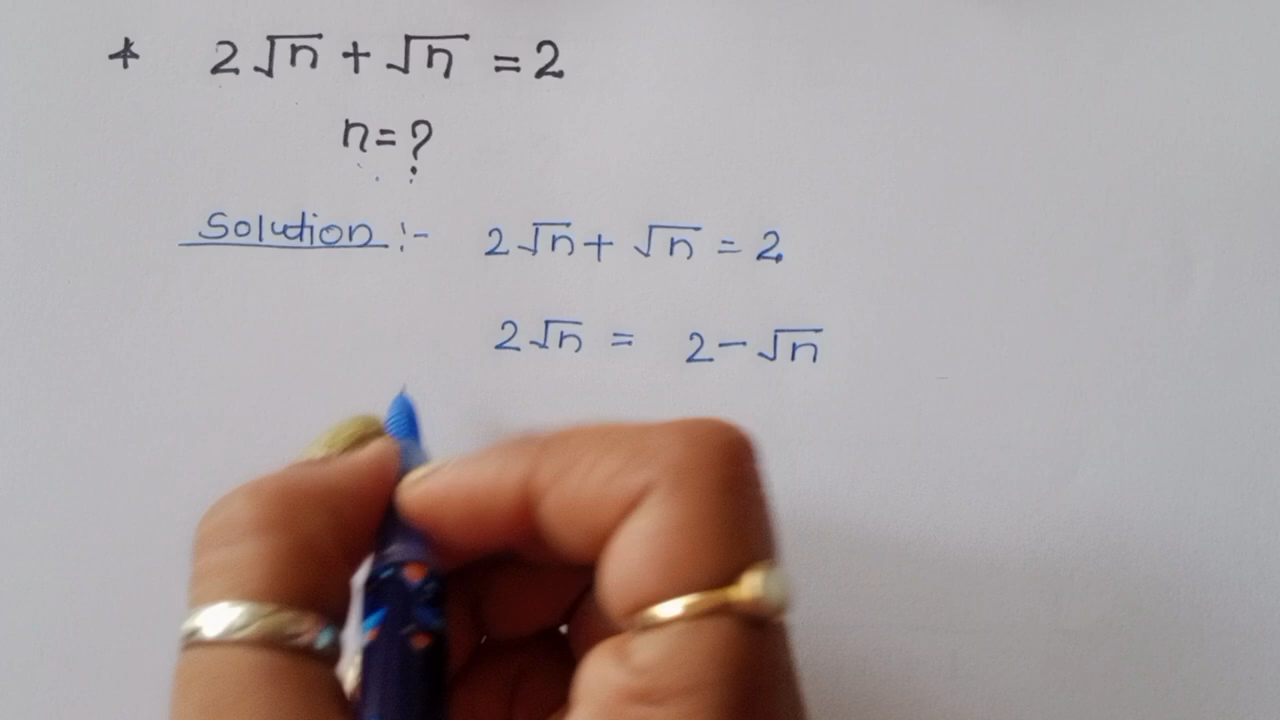 * 2√n + √n = 2
n = ?
Solution :- 2√n + √n = 2
2√n = 2 - √n